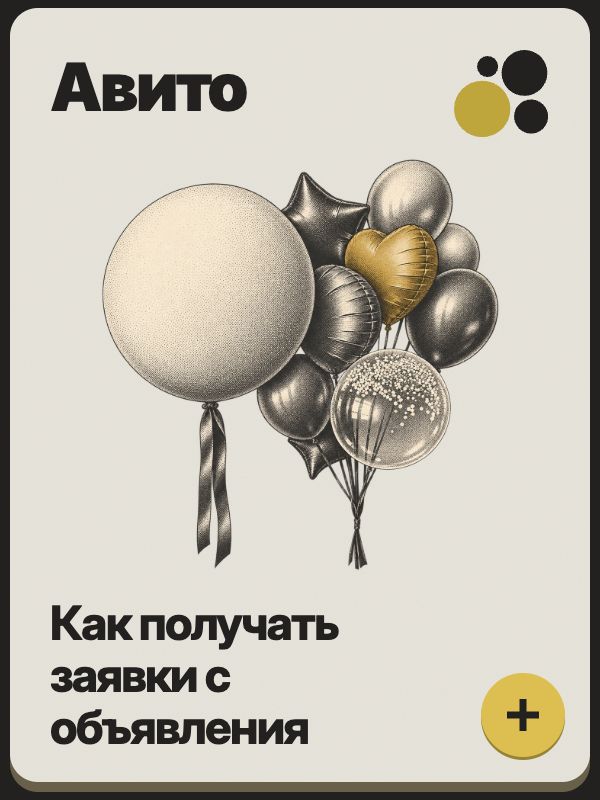 Авито
Как получать
заявки с
объявления
+